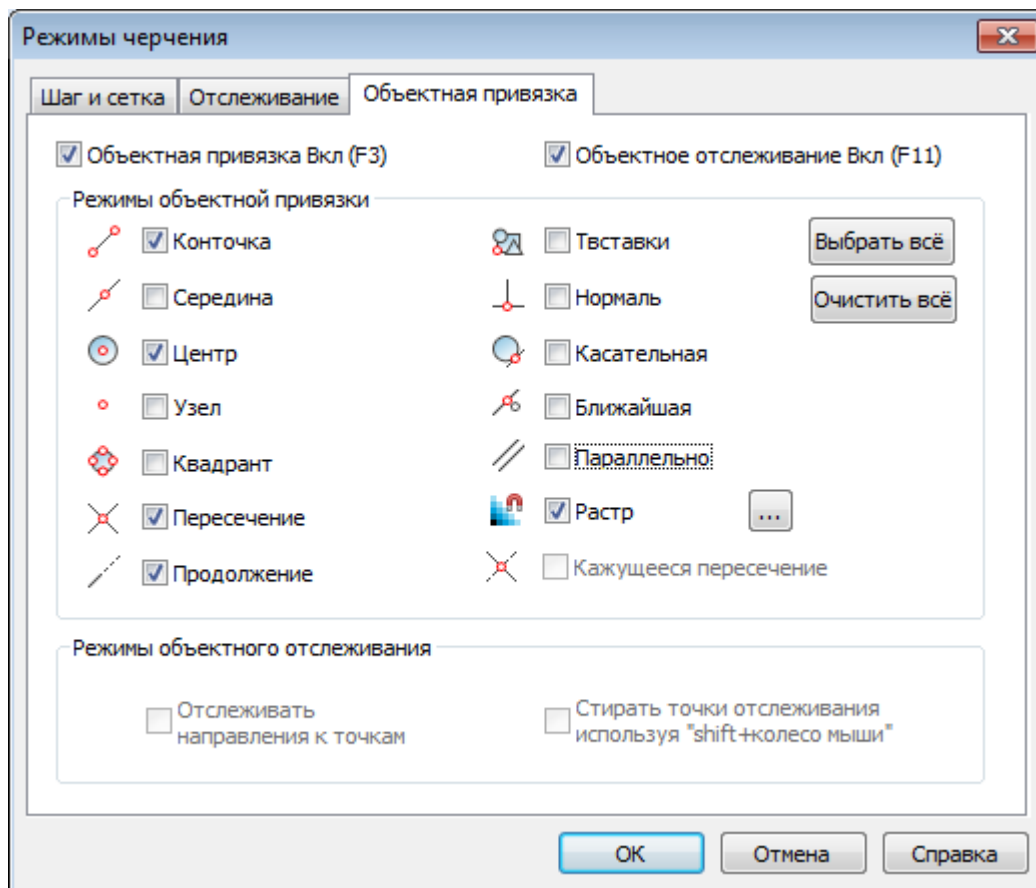 Режимы черчения
Шаг и сетка Отслеживание Объектная привязка
Объектная привязка Вкл (F3) Объектное отслеживание Вкл (F11)
Режимы объектной привязки
Конточка Твставки Выбрать всё
Середина Нормаль Очистить всё
Центр Касательная
Узел Ближайшая
Квадрант Параллельно
Пересечение Растр ...
Продолжение Кажущееся пересечение
Режимы объектного отслеживания
Отслеживать
направления к точкам
Стирать точки отслеживания
используя "shift+колесо мыши"
ОК Отмена Справка